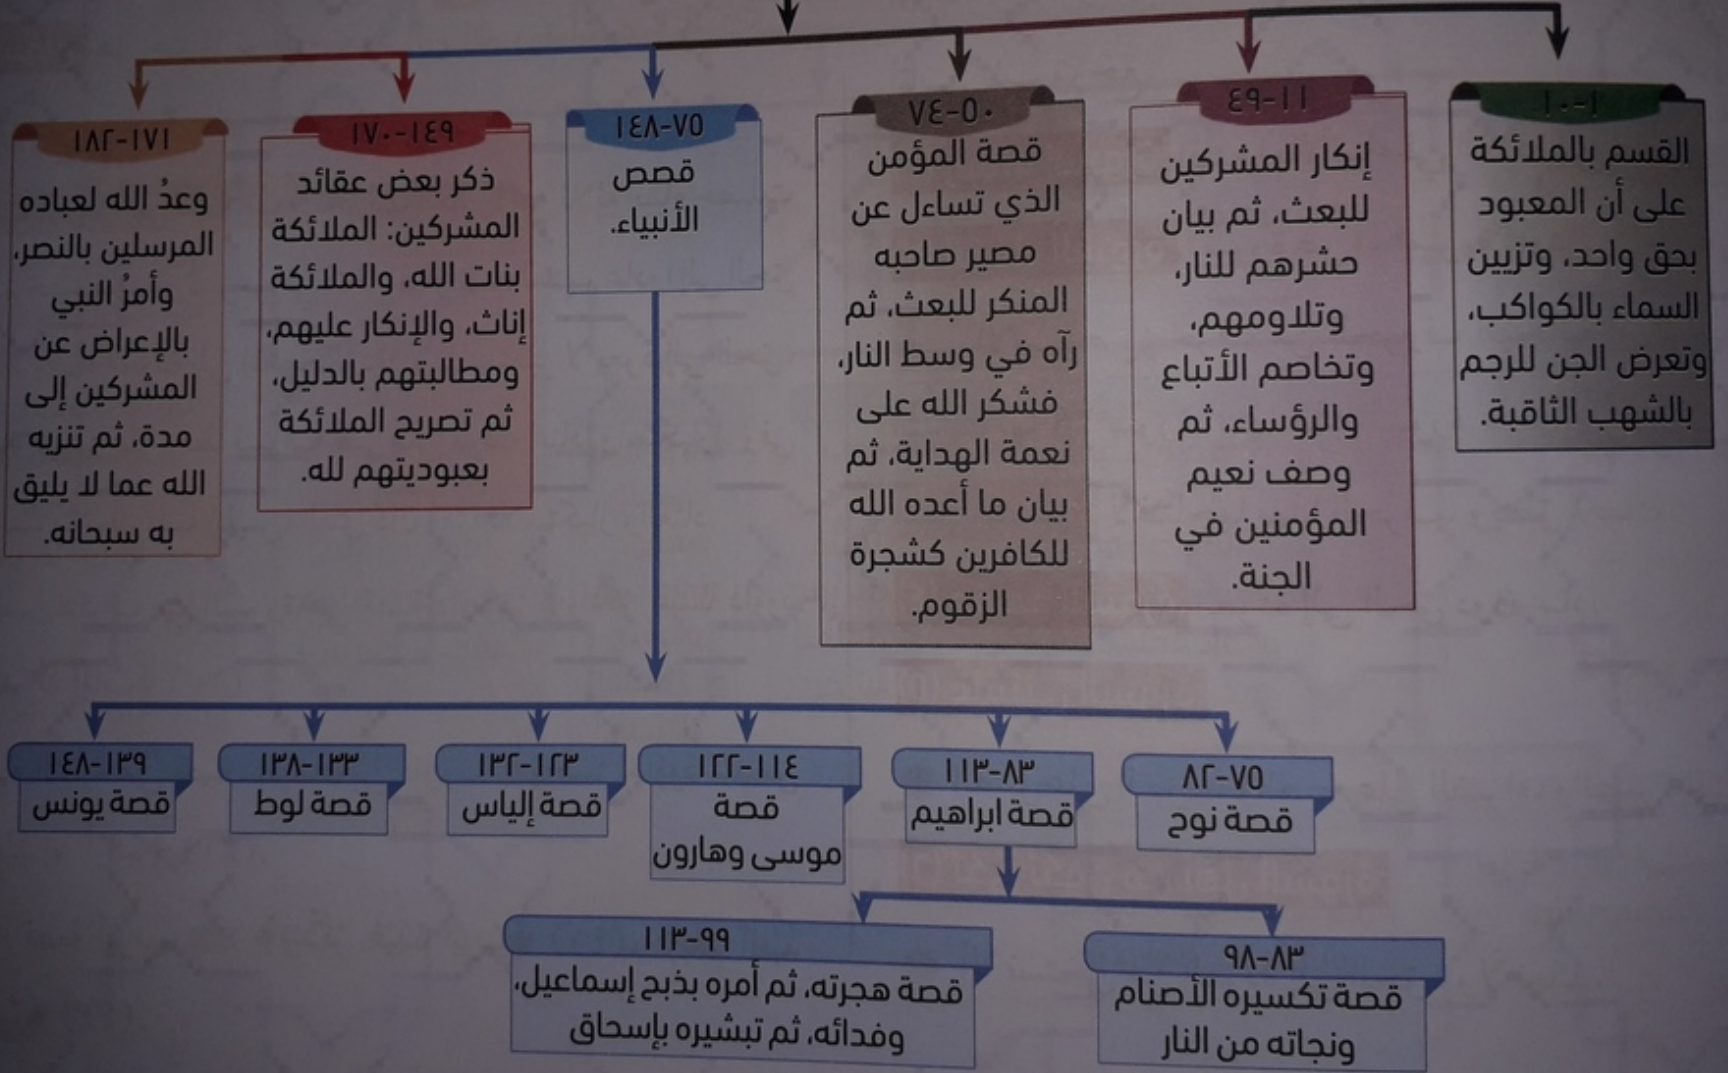 ١-١٠
القسم بالملائكة
على أن المعبود
بحق واحد، وتزيين
السماء بالكواكب،
وتعرض الجن للرجم
بالشهب الثاقبة.
١١-٤٩
إنكار المشركين
للبعث، ثم بيان
حشرهم للنار،
وتلاومهم،
وتخاصم الأتباع
والرؤساء، ثم
وصف نعيم
المؤمنين في
الجنة.
٥٠-٧٤
قصة المؤمن
الذي تساءل عن
مصير صاحبه
المنكر للبعث، ثم
رآه في وسط النار،
فشكر الله على
نعمة الهداية، ثم
بيان ما أعده الله
للكافرين كشجرة
الزقوم.
٧٥-١٤٨
قصص
الأنبياء.
١٤٩-١٧٠
ذكر بعض عقائد
المشركين: الملائكة
بنات الله، والملائكة
إناث، والإنكار عليهم،
ومطالبتهم بالدليل،
ثم تصريح الملائكة
بعبوديتهم لله.
١٧١-١٨٢
وعدُ الله لعباده
المرسلين بالنصر،
وأمرُ النبي
بالإعراض عن
المشركين إلى
مدة، ثم تنزيه
الله عما لا يليق
به سبحانه.
٧٥-٨٢
قصة نوح
٨٣-١١٣
قصة ابراهيم
١١٤-١٢٢
قصة
موسى وهارون
١٢٣-١٣٢
قصة إلياس
١٣٣-١٣٨
قصة لوط
١٣٩-١٤٨
قصة يونس
٨٣-٩٨
قصة تكسيره الأصنام
ونجاته من النار
٩٩-١١٣
قصة هجرته، ثم أمره بذبح إسماعيل،
وفدائه، ثم تبشيره بإسحاق